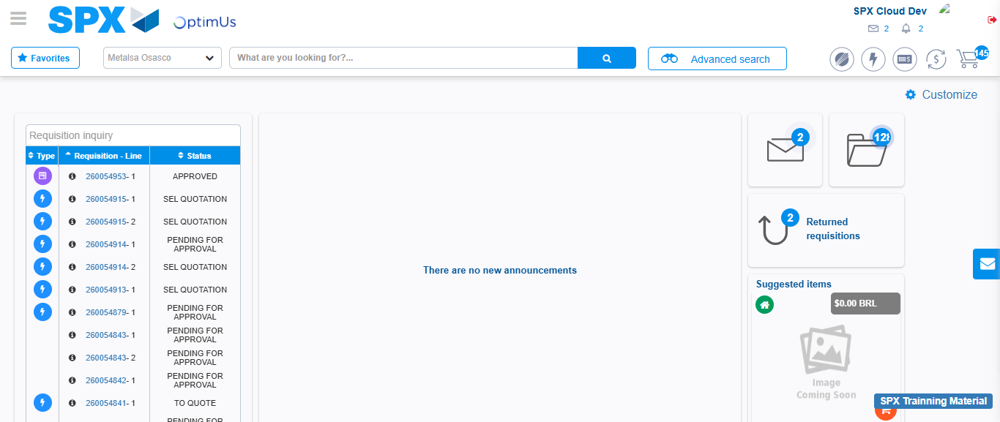 SPX
OptimUs
SPX Cloud Dev
2 2
Favorites
Metalsa Osasco
What are you looking for?...
Advanced search
145
Customize
Requisition inquiry
Type Requisition - Line Status
260054953- 1 APPROVED
260054915- 1 SEL QUOTATION
260054915- 2 SEL QUOTATION
260054914- 1 PENDING FOR
APPROVAL
260054914- 2 SEL QUOTATION
260054913- 1 SEL QUOTATION
260054879- 1 PENDING FOR
APPROVAL
260054843- 1 PENDING FOR
APPROVAL
260054843- 2 PENDING FOR
APPROVAL
260054842- 1 PENDING FOR
APPROVAL
260054841- 1 TO QUOTE
PENDING FOR
There are no new announcements
2
2
Returned
requisitions
Suggested items
$0.00 BRL
Image
Coming Soon
SPX Trainning Material